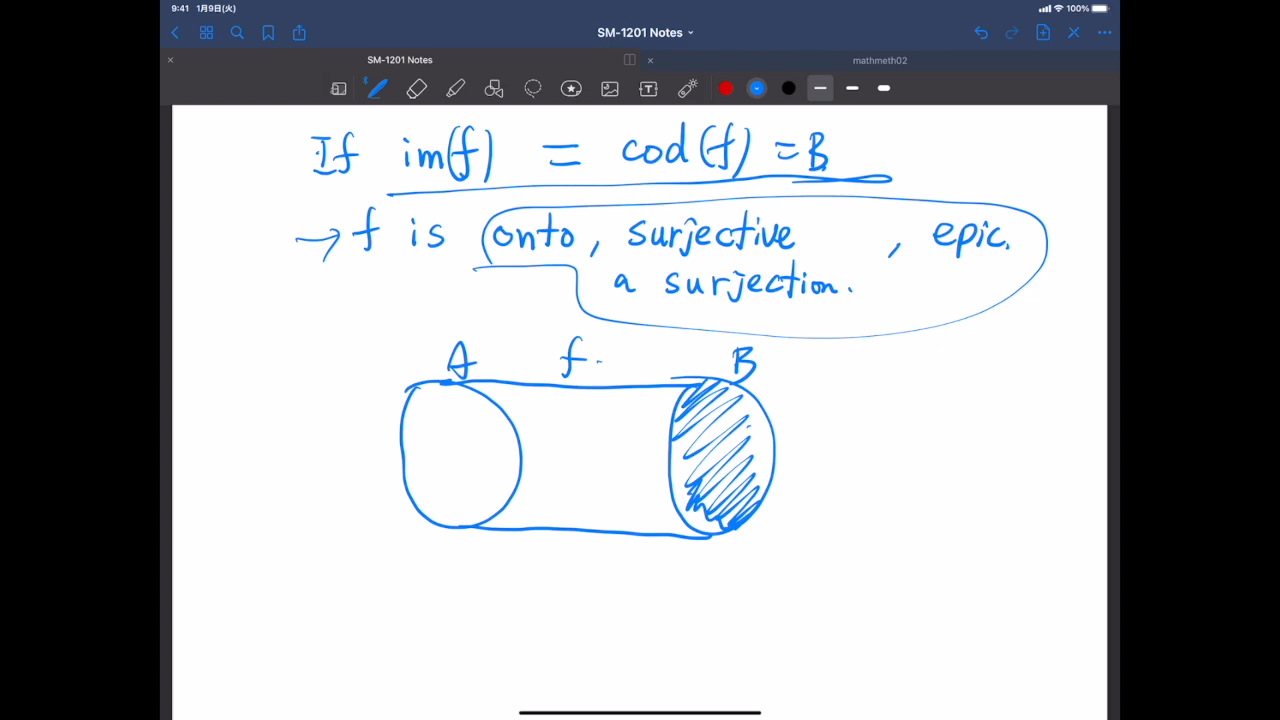 9:41 1月9日(火) 100%
SM-1201 Notes
SM-1201 Notes mathmeth02
If im(f) = cod(f) = B
→ f is onto, surjective, epic.
a surjection.
A f B